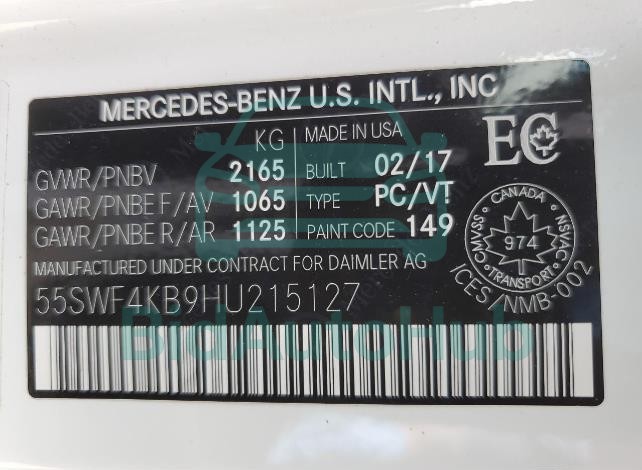 MERCEDES-BENZ U.S. INTL., INC
KG
GVWR/PNBV 2165
GAWR/PNBE F/AV 1065
GAWR/PNBE R/AR 1125
MADE IN USA
BUILT 02/17
TYPE PC/VT
PAINT CODE 149
EC
MANUFACTURED UNDER CONTRACT FOR DAIMLER AG
55SWF4KB9HU215127
CANADA
CMVSS
974
NSVAC
TRANSPORT
ICES/NMB-002
BidAutoHub